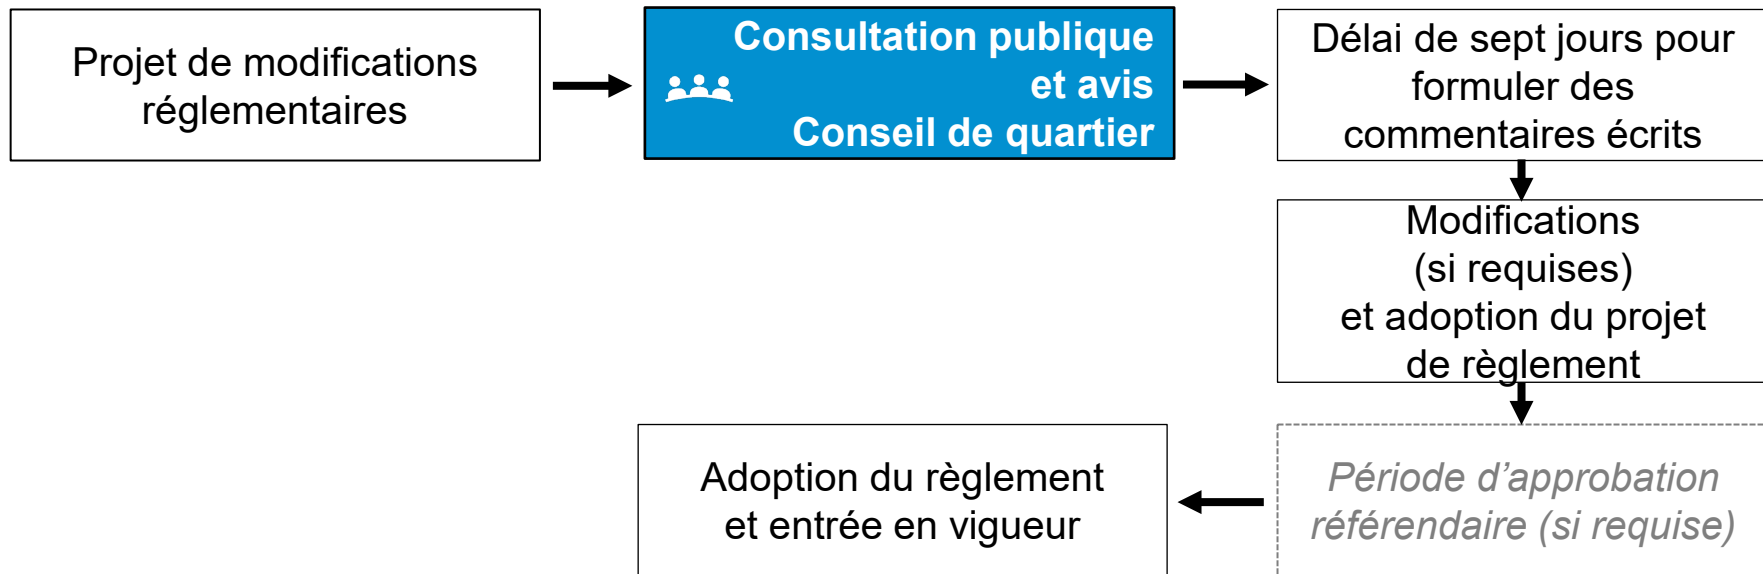 Projet de modifications
réglementaires
Consultation publique
et avis
Conseil de quartier
Délai de sept jours pour
formuler des
commentaires écrits
Modifications
(si requises)
et adoption du projet
de règlement
Période d’approbation
référendaire (si requise)
Adoption du règlement
et entrée en vigueur